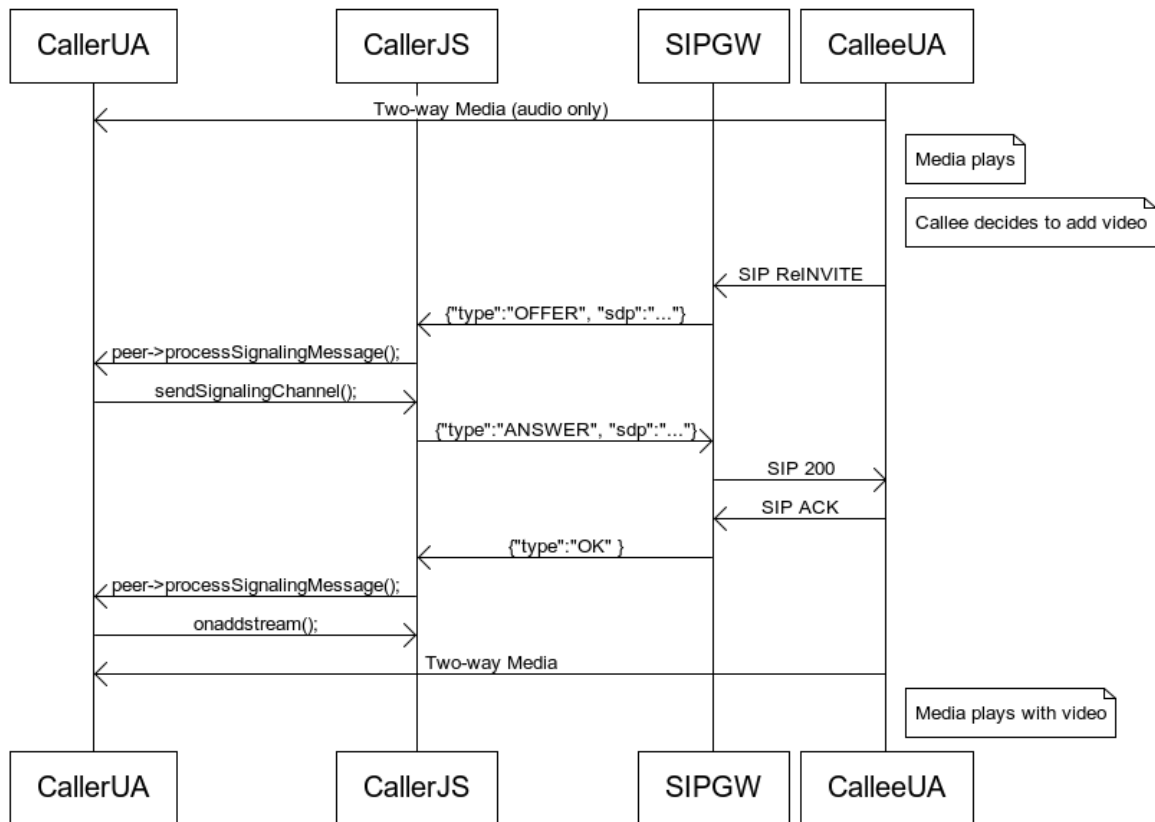 CallerUA
CallerJS
SIPGW
CalleeUA
Two-way Media (audio only)
Media plays
Callee decides to add video
SIP ReINVITE
{"type":"OFFER", "sdp":"..."}
peer->processSignalingMessage();
sendSignalingChannel();
{"type":"ANSWER", "sdp":"..."}
SIP 200
SIP ACK
{"type":"OK" }
peer->processSignalingMessage();
onaddstream();
Two-way Media
Media plays with video
CallerUA
CallerJS
SIPGW
CalleeUA